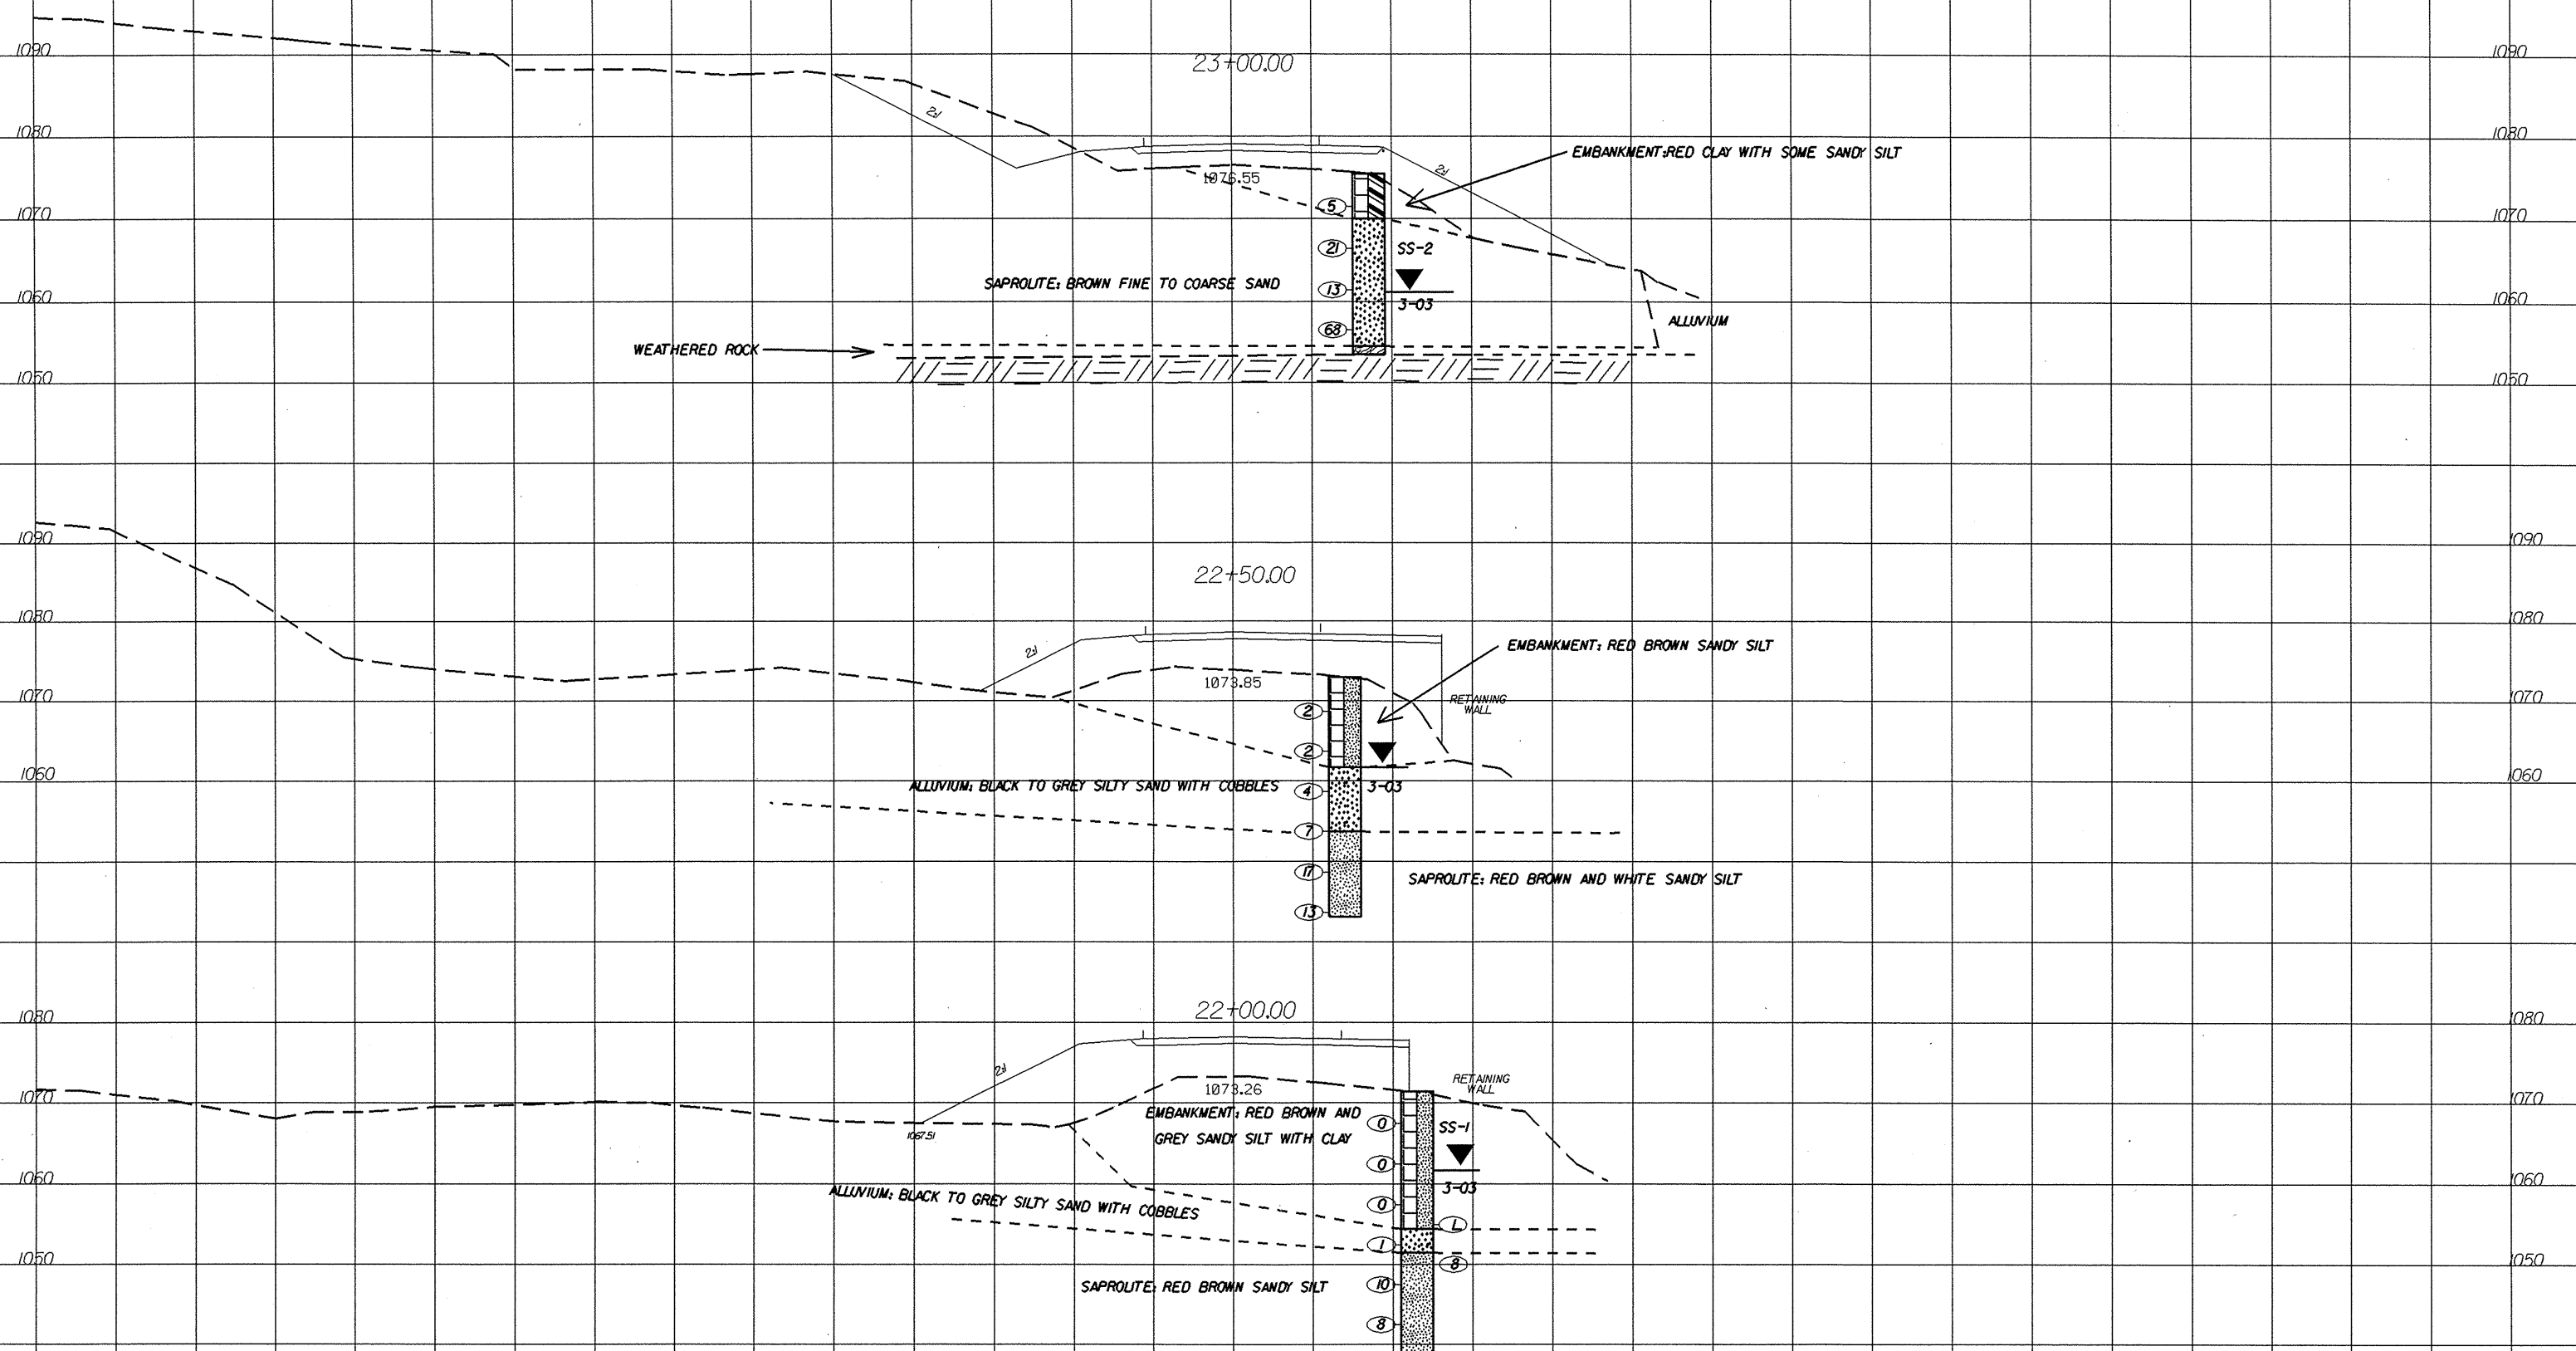 1090 1090
23+00.00
2:1
1080 1080
EMBANKMENT:RED CLAY WITH SOME SANDY SILT
2:1
1076.55
1070 5 1070
21 SS-2
SAPROLITE: BROWN FINE TO COARSE SAND 13
3-03
1060 1060
ALLUVIUM
68
WEATHERED ROCK
1050 1050
1090 1090
22+50.00
1080 1080
EMBANKMENT: RED BROWN SANDY SILT
2:1
1073.85
1070 1070
RETAINING
WALL
2
2
1060 1060
ALLUVIUM: BLACK TO GREY SILTY SAND WITH COBBLES 4 3-03
7
17
SAPROLITE: RED BROWN AND WHITE SANDY SILT
13
22+00.00
1080 1080
2:1
RETAINING
WALL
1073.26
1070 1070
EMBANKMENT: RED BROWN AND
GREY SANDY SILT WITH CLAY
0 SS-1
1067.51
0
1060 3-03 1060
ALLUVIUM: BLACK TO GREY SILTY SAND WITH COBBLES
0
L
1
1050 8 1050
SAPROLITE: RED BROWN SANDY SILT 10
8